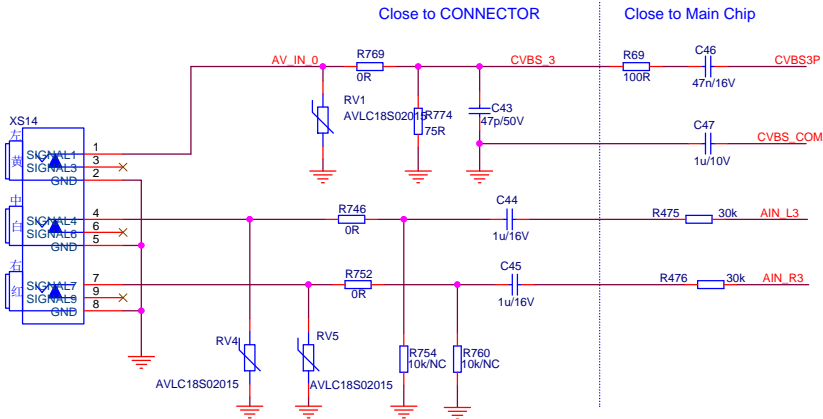 Close to CONNECTOR
Close to Main Chip
AV_IN_0
R769
0R
CVBS_3
R69
100R
C46
47n/16V
CVBS3P
RV1
AVLC18S02015
R774
75R
C43
47p/50V
C47
1u/10V
CVBS_COM
XS14
左
黄
SIGNAL1
1
SIGNAL3
3
GND
2
中
白
SIGNAL4
4
SIGNAL6
6
GND
5
右
红
SIGNAL7
7
SIGNAL9
9
GND
8
R746
0R
C44
1u/16V
R475
30k
AIN_L3
R752
0R
C45
1u/16V
R476
30k
AIN_R3
RV4
AVLC18S02015
RV5
AVLC18S02015
R754
10k/NC
R760
10k/NC